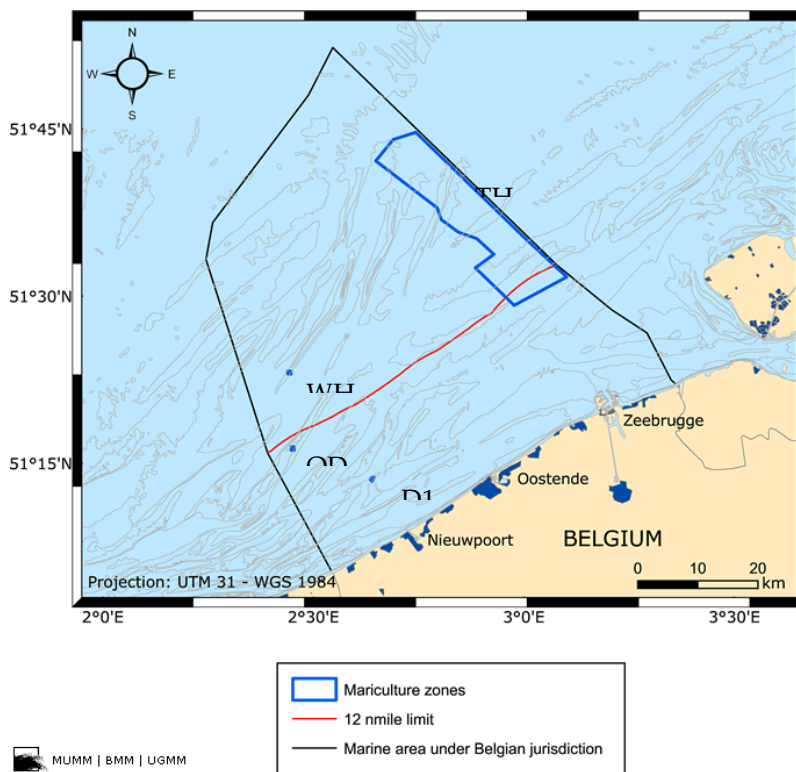 N
W E
S
51°45'N
51°30'N
51°15'N
Zeebrugge
Oostende
Nieuwpoort
BELGIUM
Projection: UTM 31 - WGS 1984
0 10 20
km
2°0'E 2°30'E 3°0'E 3°30'E
Mariculture zones
12 nmile limit
Marine area under Belgian jurisdiction
MUMM | BMM | UGMM